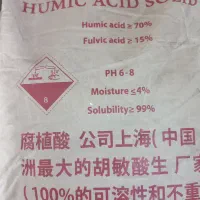 HUMIC ACID SOLID
Humic acid ≥ 70%
Fulvic acid ≥ 15%
8
PH 6-8
Moisture ≤4%
Solubility≥ 99%
腐植酸 公司上海(中国
洲最大的胡敏酸生 厂家
(100%的可溶性和不重